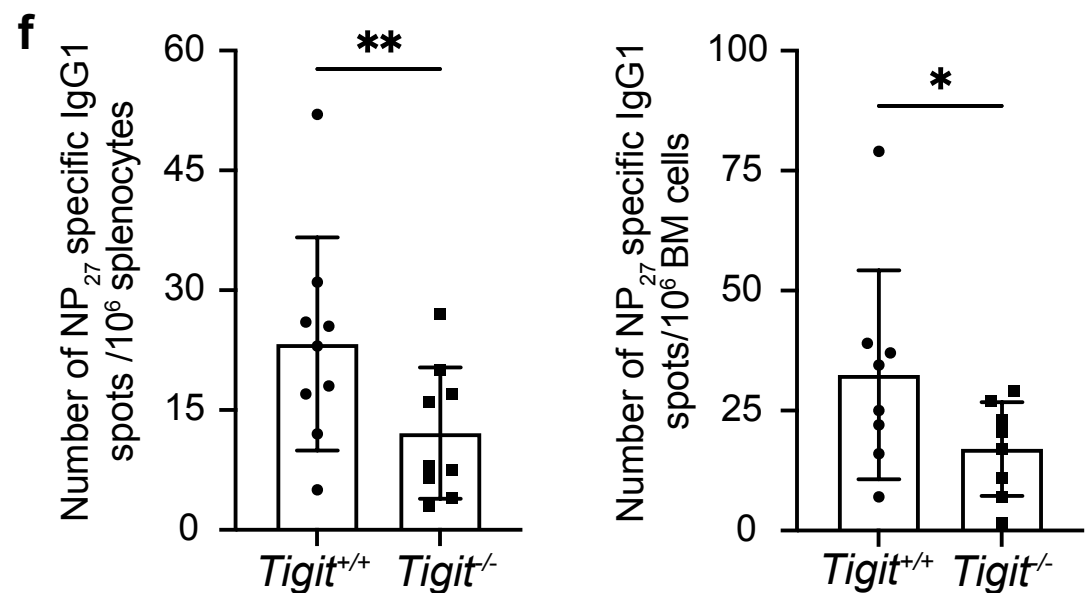 f
Number of NP27 specific IgG1
spots /10⁶ splenocytes
60
45
30
15
0
**
Tigit+/+ Tigit-/-
Number of NP27 specific IgG1
spots/10⁶ BM cells
100
75
50
25
0
*
Tigit+/+ Tigit-/-